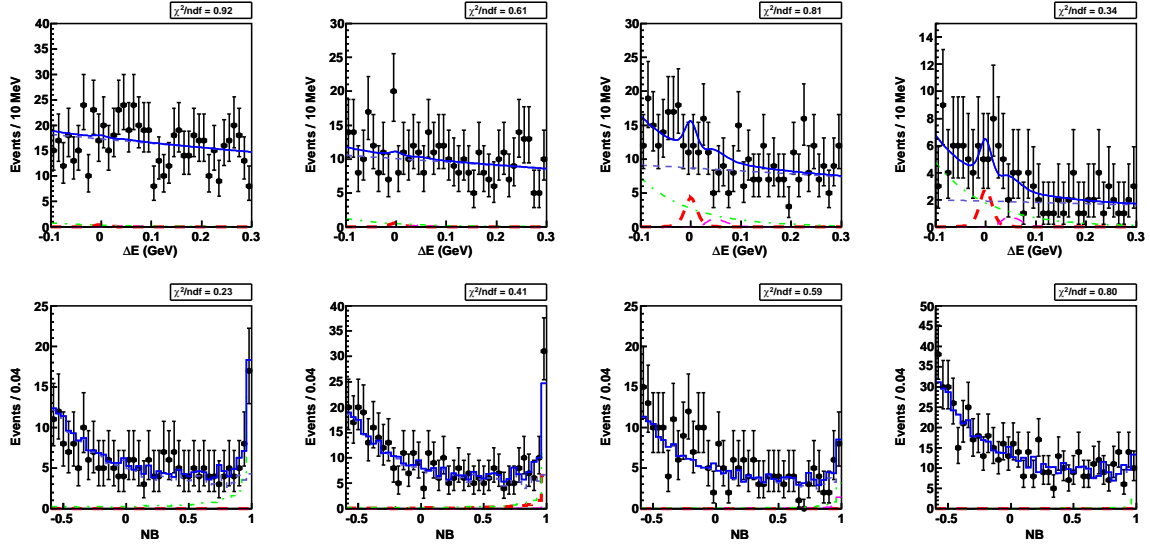 χ²/ndf = 0.92
Events / 10 MeV
40
35
30
25
20
15
10
5
0
-0.1 0 0.1 0.2 0.3
ΔE (GeV)
χ²/ndf = 0.61
Events / 10 MeV
40
35
30
25
20
15
10
5
0
-0.1 0 0.1 0.2 0.3
ΔE (GeV)
χ²/ndf = 0.81
Events / 10 MeV
30
25
20
15
10
5
0
-0.1 0 0.1 0.2 0.3
ΔE (GeV)
χ²/ndf = 0.34
Events / 10 MeV
14
12
10
8
6
4
2
0
-0.1 0 0.1 0.2 0.3
ΔE (GeV)
χ²/ndf = 0.23
Events / 0.04
25
20
15
10
5
0
-0.5 0 0.5 1
NB
χ²/ndf = 0.41
Events / 0.04
40
35
30
25
20
15
10
5
0
-0.5 0 0.5 1
NB
χ²/ndf = 0.59
Events / 0.04
25
20
15
10
5
0
-0.5 0 0.5 1
NB
χ²/ndf = 0.80
Events / 0.04
50
45
40
35
30
25
20
15
10
5
0
-0.5 0 0.5 1
NB